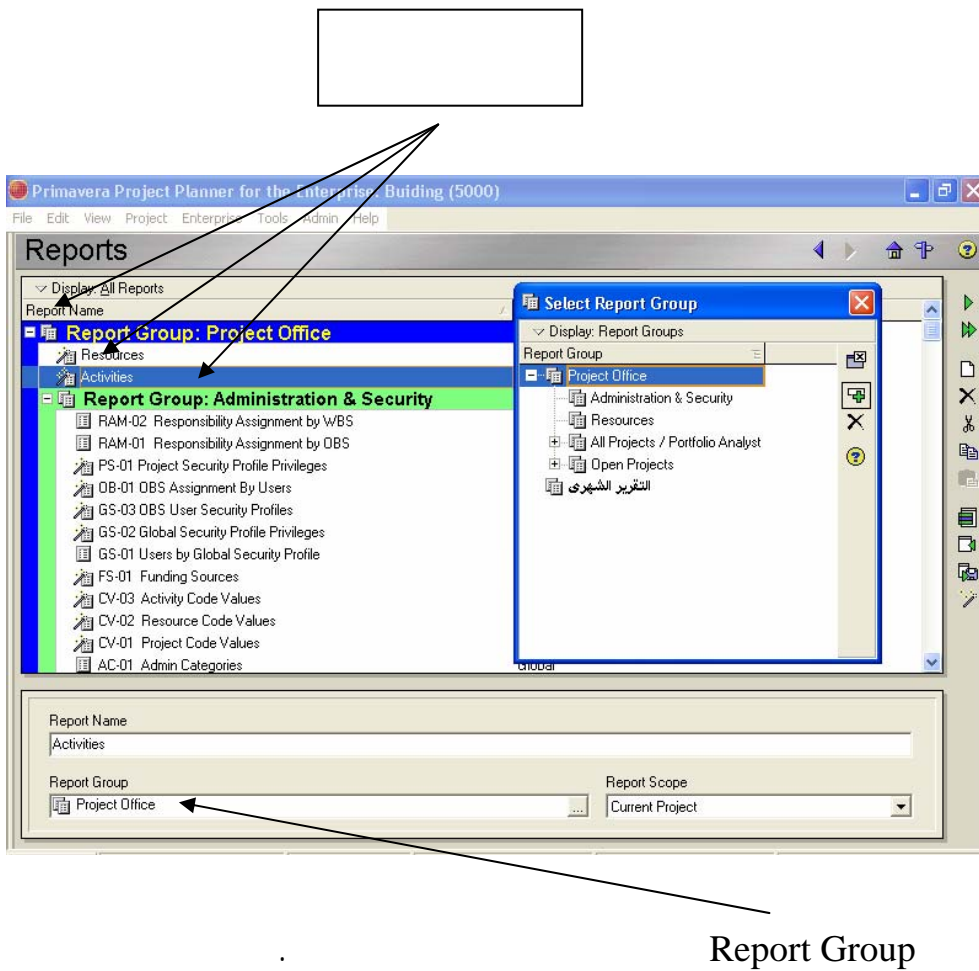 Primavera Project Planner for the Enterprise: Buiding (5000)
File Edit View Project Enterprise Tools Admin Help
Reports
Display: All Reports
Report Name
Report Group: Project Office
Resources
Activities
Report Group: Administration & Security
RAM-02 Responsibility Assignment by WBS
RAM-01 Responsibility Assignment by OBS
PS-01 Project Security Profile Privileges
OB-01 OBS Assignment By Users
GS-03 OBS User Security Profiles
GS-02 Global Security Profile Privileges
GS-01 Users by Global Security Profile
FS-01 Funding Sources
CV-03 Activity Code Values
CV-02 Resource Code Values
CV-01 Project Code Values
AC-01 Admin Categories
Global
Select Report Group
Display: Report Groups
Report Group
Project Office
Administration & Security
Resources
All Projects / Portfolio Analyst
Open Projects
التقرير الشهرى
Report Name
Activities
Report Group
Project Office
...
Report Scope
Current Project
. Report Group